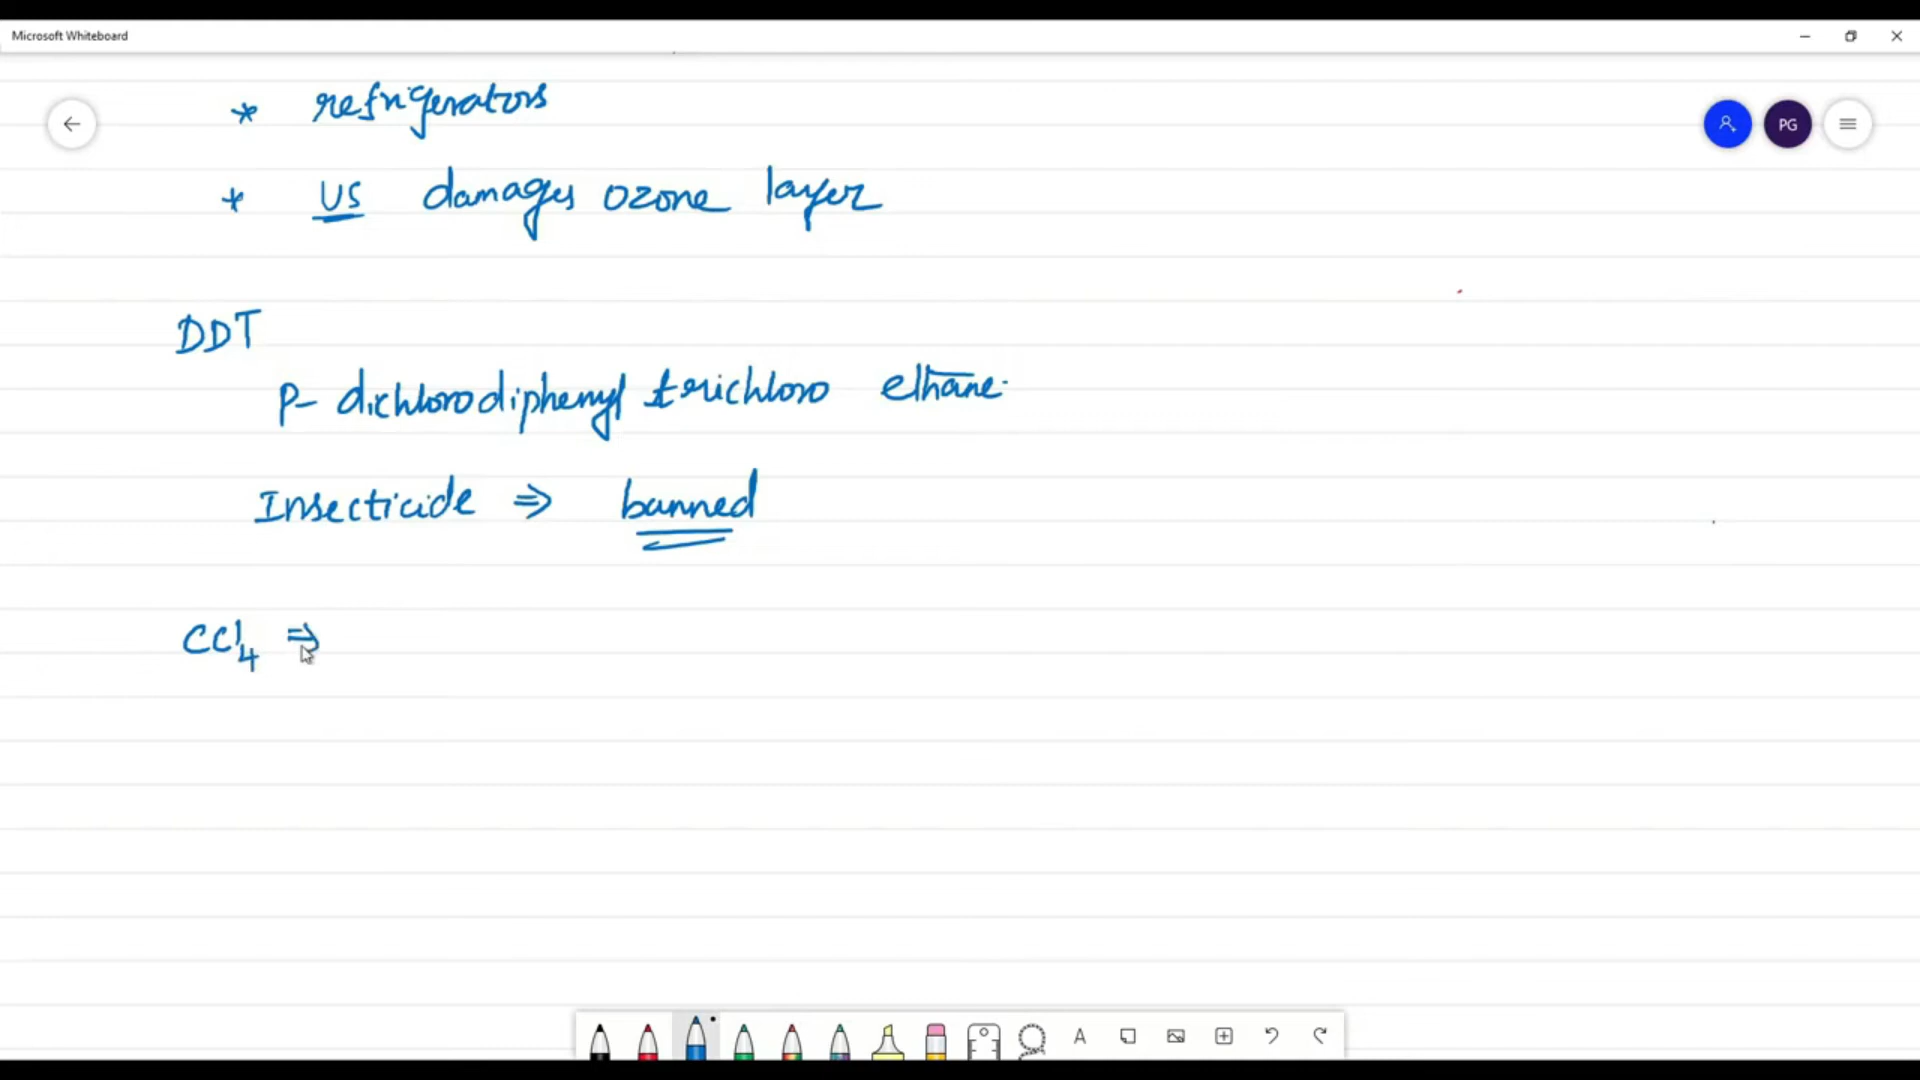 Microsoft Whiteboard
* refrigerators
PG
* US damages ozone layer
DDT
P- dichlorodiphenyl trichloro ethane.
Insecticide ⇒ banned
CCl4 ⇒
A